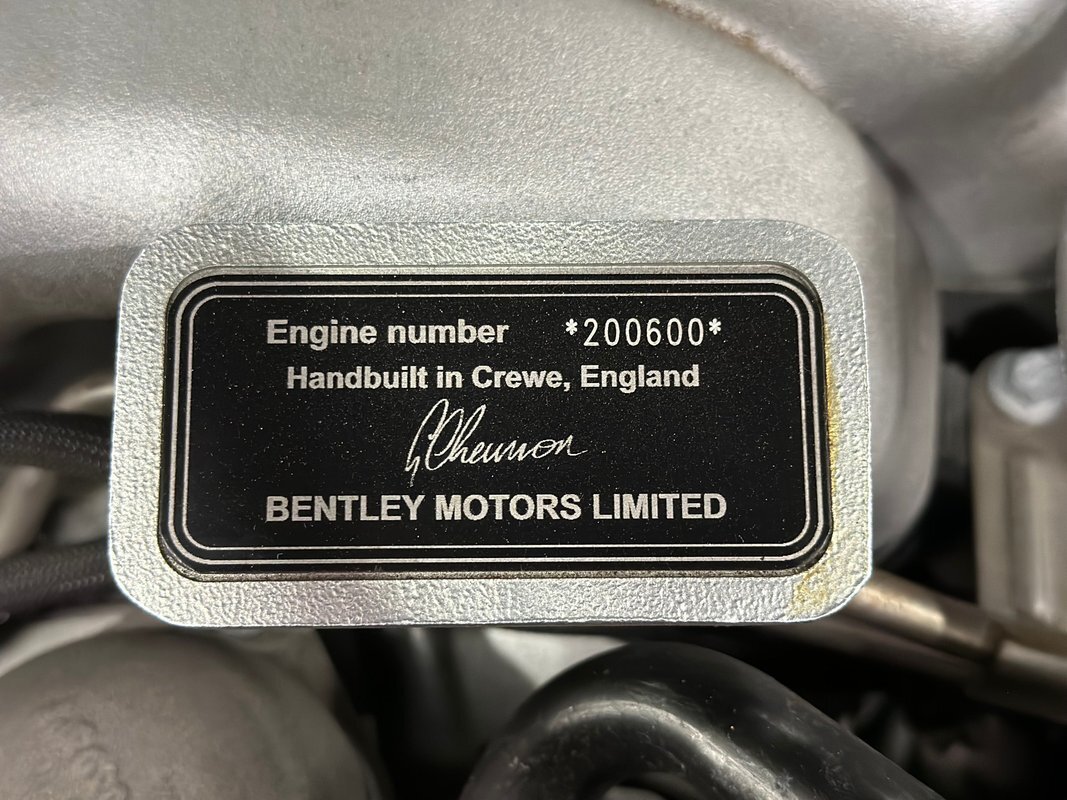 Engine number *200600*
Handbuilt in Crewe, England
BENTLEY MOTORS LIMITED